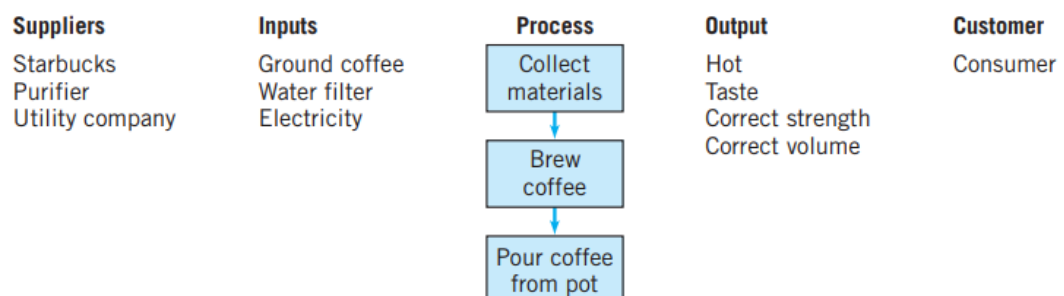 Suppliers
Starbucks
Purifier
Utility company
Inputs
Ground coffee
Water filter
Electricity
Process
Collect
materials
Brew
coffee
Pour coffee
from pot
Output
Hot
Taste
Correct strength
Correct volume
Customer
Consumer